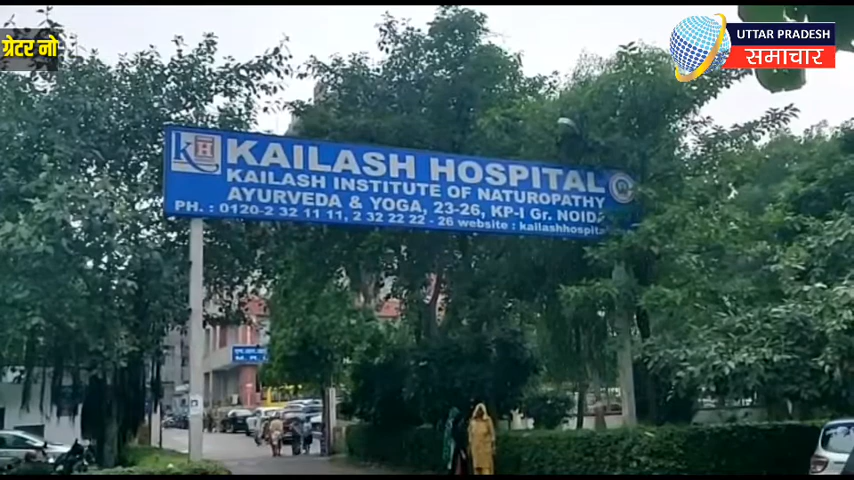 ग्रेटर नो
UTTAR PRADESH
समाचार
KAILASH HOSPITAL
KAILASH INSTITUTE OF NATUROPATHY
AYURVEDA & YOGA, 23-26, KP-I Gr. NOIDA
PH. : 0120-2 32 11 11, 2 32 22 22 - 26 website : kailashhospital